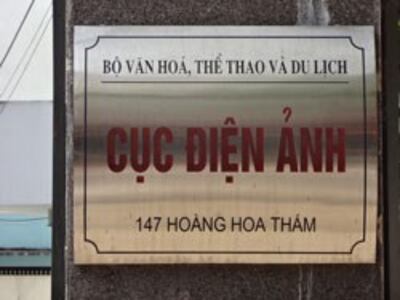 BỘ VĂN HOÁ, THỂ THAO VÀ DU LỊCH
CỤC ĐIỆN ẢNH
147 HOÀNG HOA THÁM